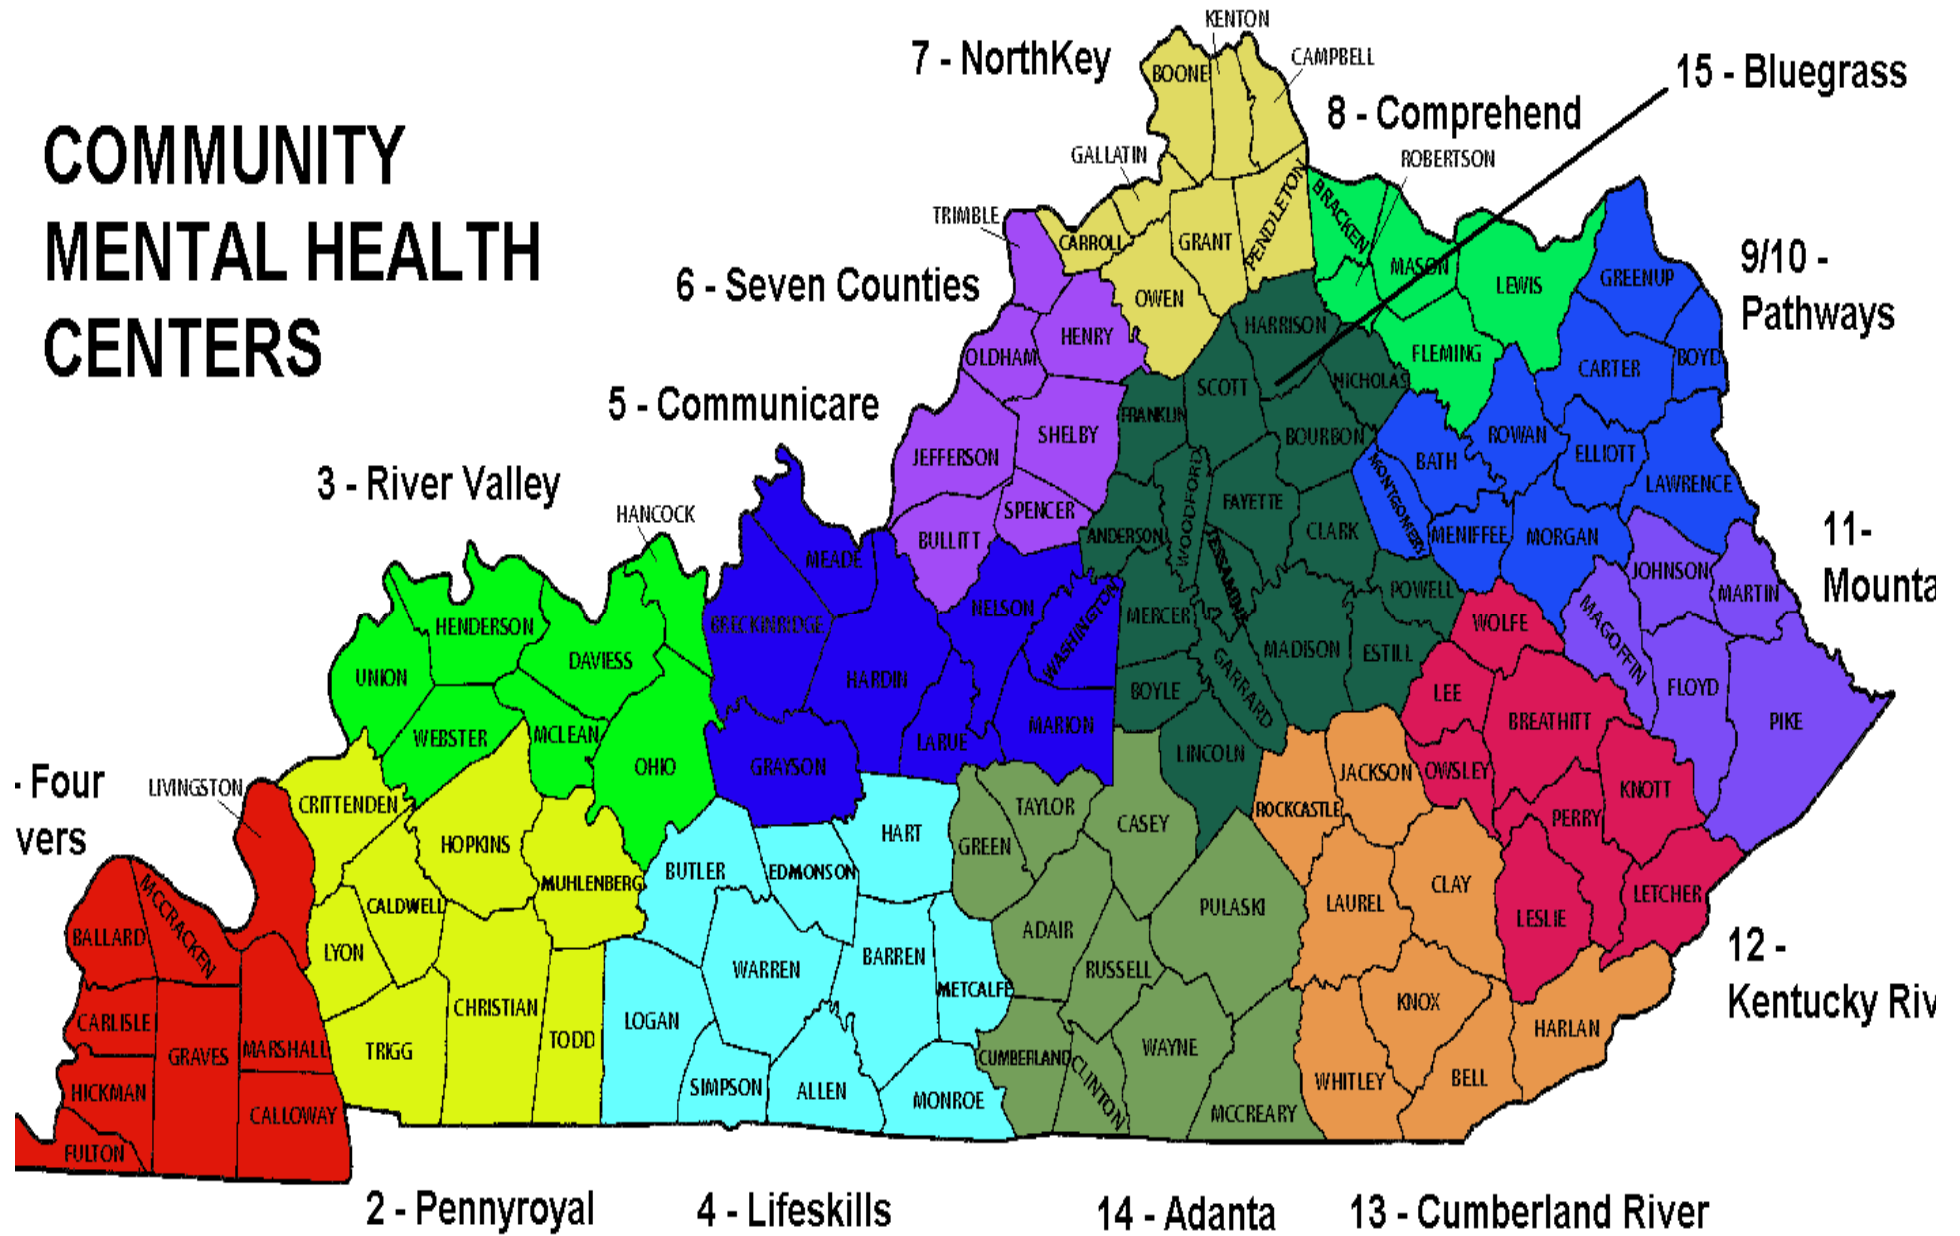 COMMUNITY
MENTAL HEALTH
CENTERS
7 - NorthKey
KENTON
CAMPBELL
BOONE
15 - Bluegrass
8 - Comprehend
GALLATIN
ROBERTSON
TRIMBLE
CARROLL
GRANT
PENDLETON
BRACKEN
MASON
LEWIS
GREENUP
9/10 -
Pathways
6 - Seven Counties
OWEN
HENRY
HARRISON
OLDHAM
FLEMING
CARTER
BOYD
NICHOLAS
SCOTT
5 - Communicare
FRANKLIN
SHELBY
BOURBON
ROWAN
ELLIOTT
JEFFERSON
BATH
LAWRENCE
3 - River Valley
MONTGOMERY
WOODFORD
FAYETTE
SPENCER
HANCOCK
BULLITT
ANDERSON
CLARK
MENIFFEE
MORGAN
11-
Mounta
MEADE
JESSAMINE
JOHNSON
MARTIN
POWELL
NELSON
WASHINGTON
MERCER
WOLFE
MAGOFFIN
BRECKINRIDGE
HENDERSON
DAVIESS
MADISON
ESTILL
UNION
HARDIN
GARRARD
BOYLE
LEE
FLOYD
PIKE
BREATHITT
WEBSTER
MCLEAN
MARION
LARUE
LINCOLN
OHIO
GRAYSON
JACKSON
OWSLEY
KNOTT
- Four
vers
LIVINGSTON
CRITTENDEN
TAYLOR
ROCKCASTLE
PERRY
CASEY
HART
HOPKINS
GREEN
BUTLER
EDMONSON
MUHLENBERG
CLAY
LETCHER
CALDWELL
PULASKI
LAUREL
LESLIE
MCCRACKEN
BALLARD
ADAIR
LYON
BARREN
WARREN
RUSSELL
12 -
Kentucky Riv
METCALFE
CHRISTIAN
KNOX
CARLISLE
LOGAN
HARLAN
TODD
MARSHALL
GRAVES
TRIGG
WAYNE
CUMBERLAND
CLINTON
WHITLEY
BELL
HICKMAN
SIMPSON
ALLEN
MONROE
CALLOWAY
MCCREARY
FULTON
2 - Pennyroyal
4 - Lifeskills
14 - Adanta
13 - Cumberland River